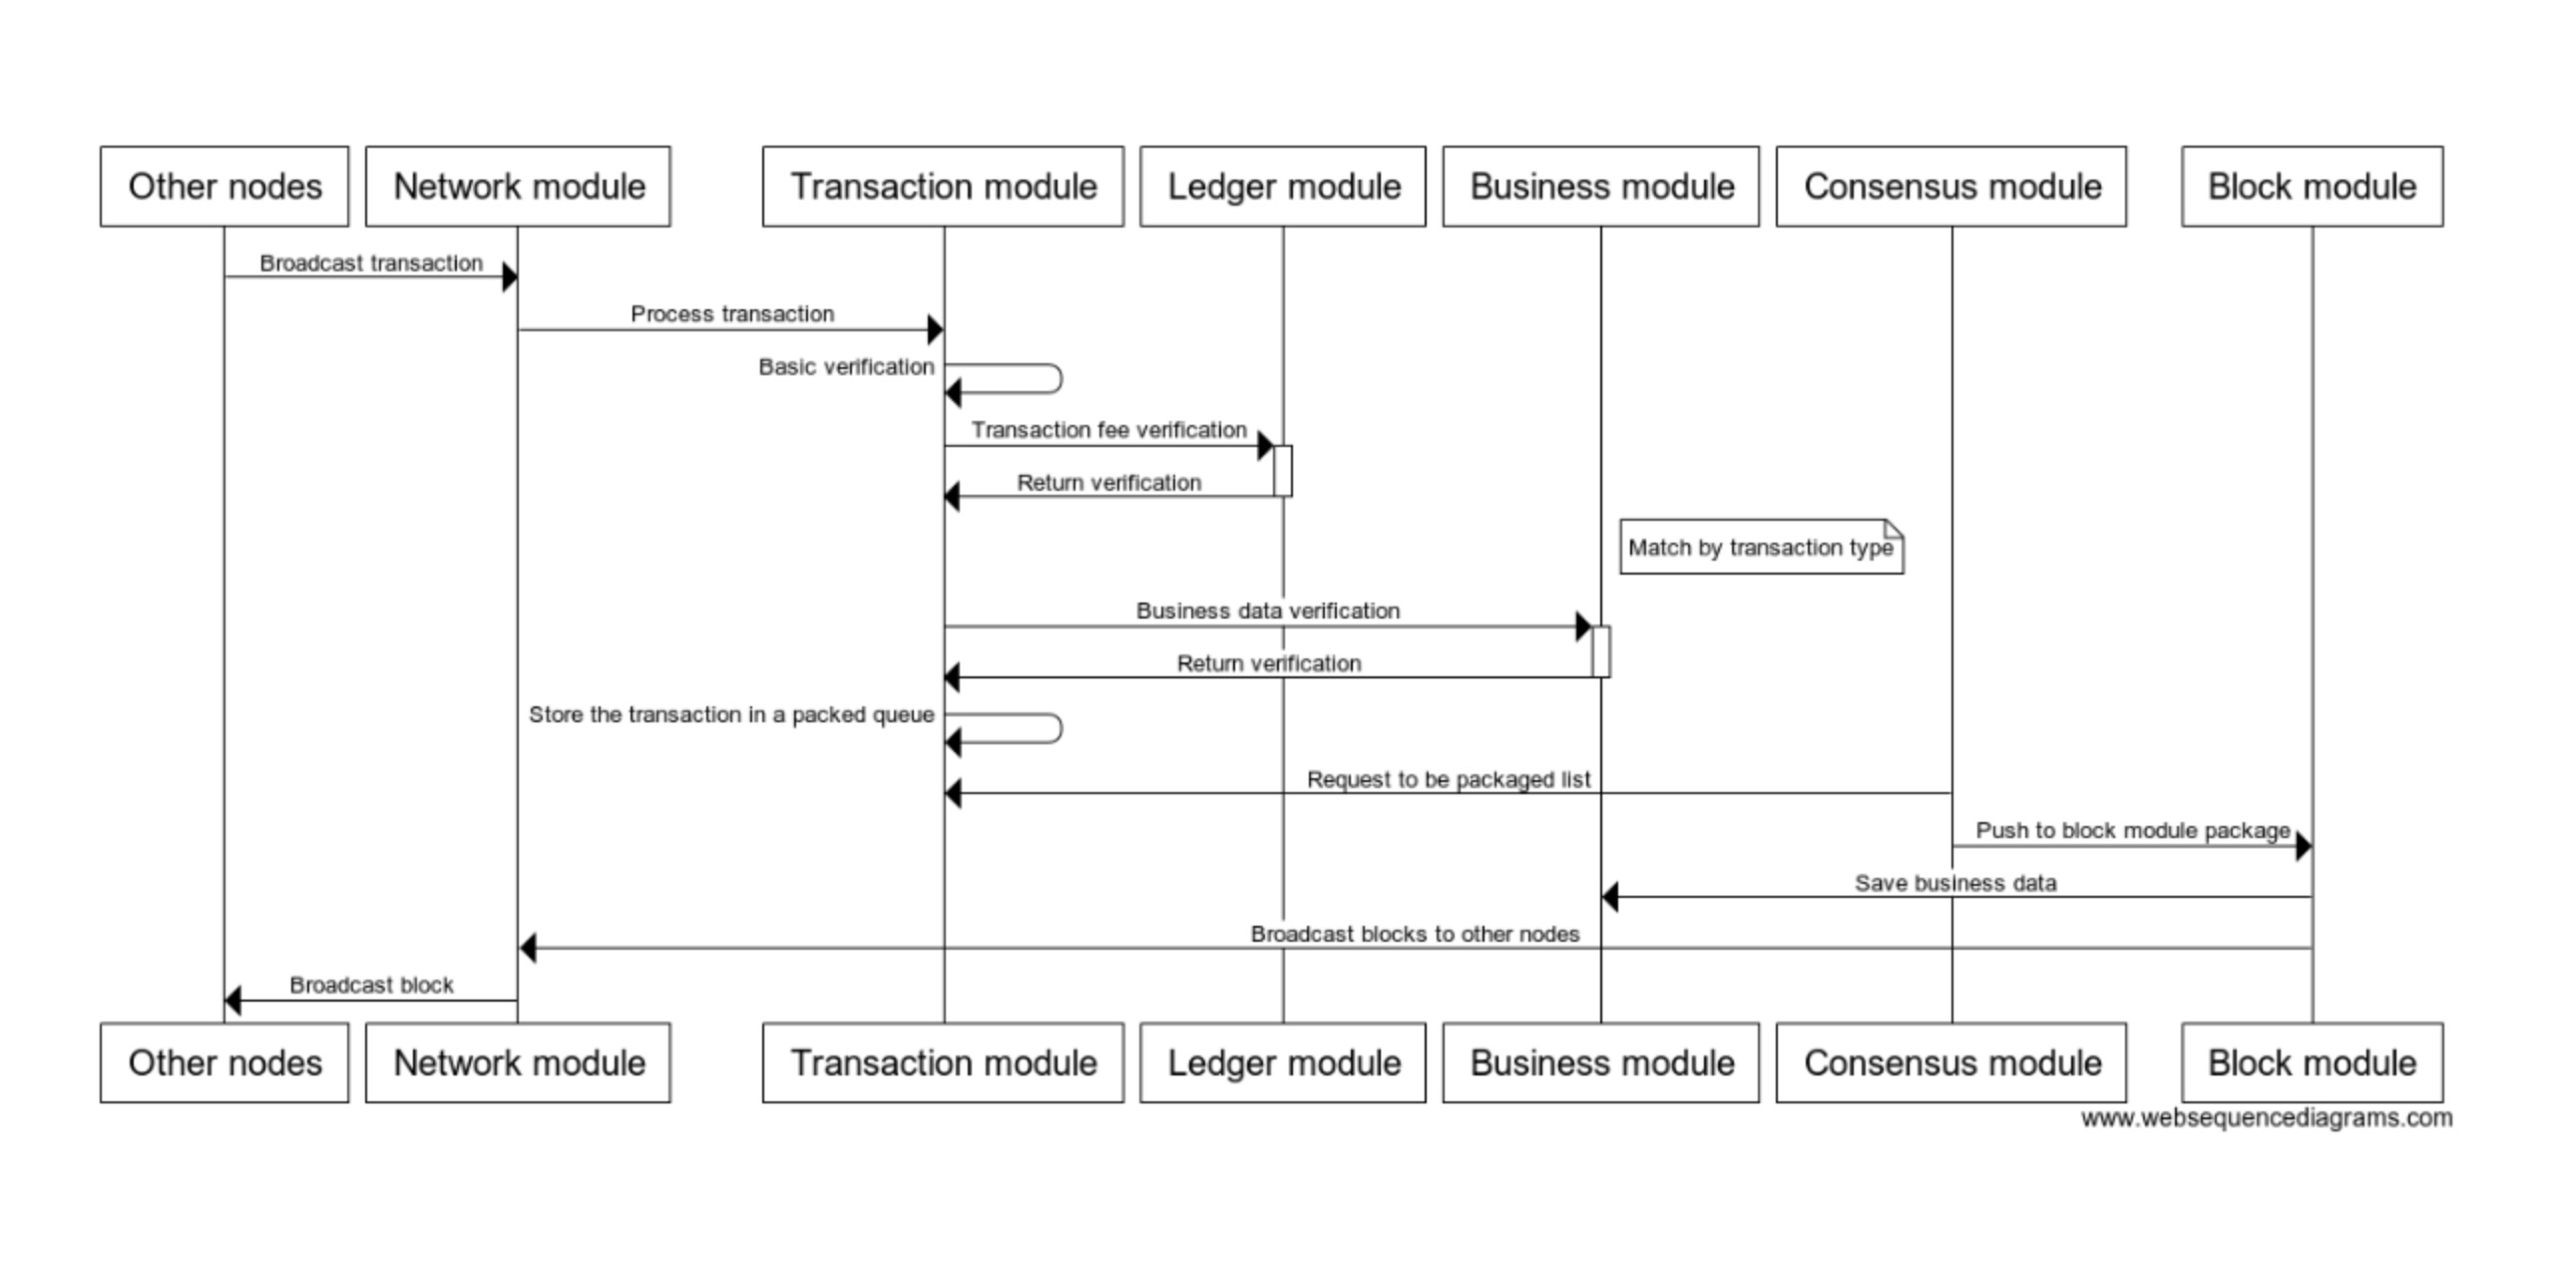 Other nodes
Network module
Transaction module
Ledger module
Business module
Consensus module
Block module
Broadcast transaction
Process transaction
Basic verification
Transaction fee verification
Return verification
Match by transaction type
Business data verification
Return verification
Store the transaction in a packed queue
Request to be packaged list
Push to block module package
Save business data
Broadcast blocks to other nodes
Broadcast block
Other nodes
Network module
Transaction module
Ledger module
Business module
Consensus module
Block module
www.websequencediagrams.com